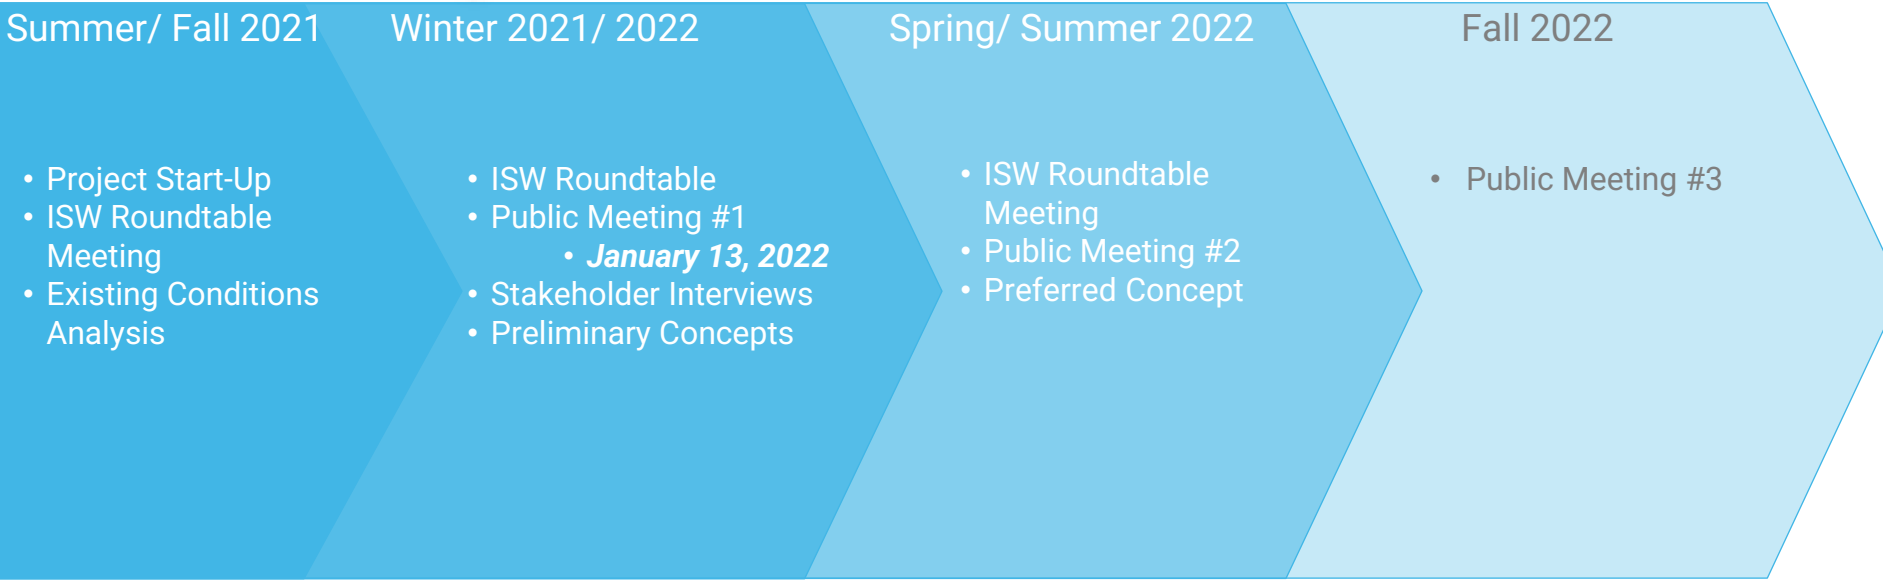 Summer/ Fall 2021
• Project Start-Up
• ISW Roundtable
Meeting
• Existing Conditions
Analysis
Winter 2021/ 2022
• ISW Roundtable
• Public Meeting #1
• January 13, 2022
• Stakeholder Interviews
• Preliminary Concepts
Spring/ Summer 2022
• ISW Roundtable
Meeting
• Public Meeting #2
• Preferred Concept
Fall 2022
• Public Meeting #3